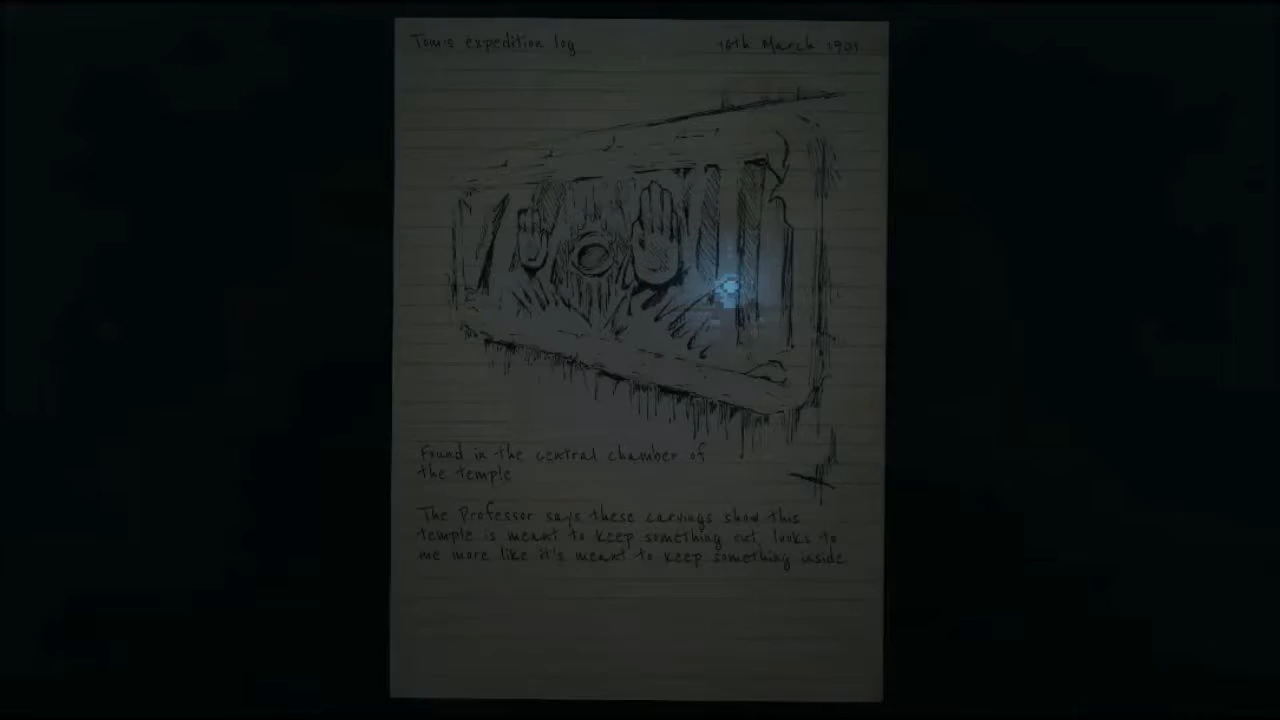 Tom's expedition log
16th March 1901
Found in the central chamber of
the temple
The Professor says these carvings show this
temple is meant to keep something out, looks to
me more like it's meant to keep something inside